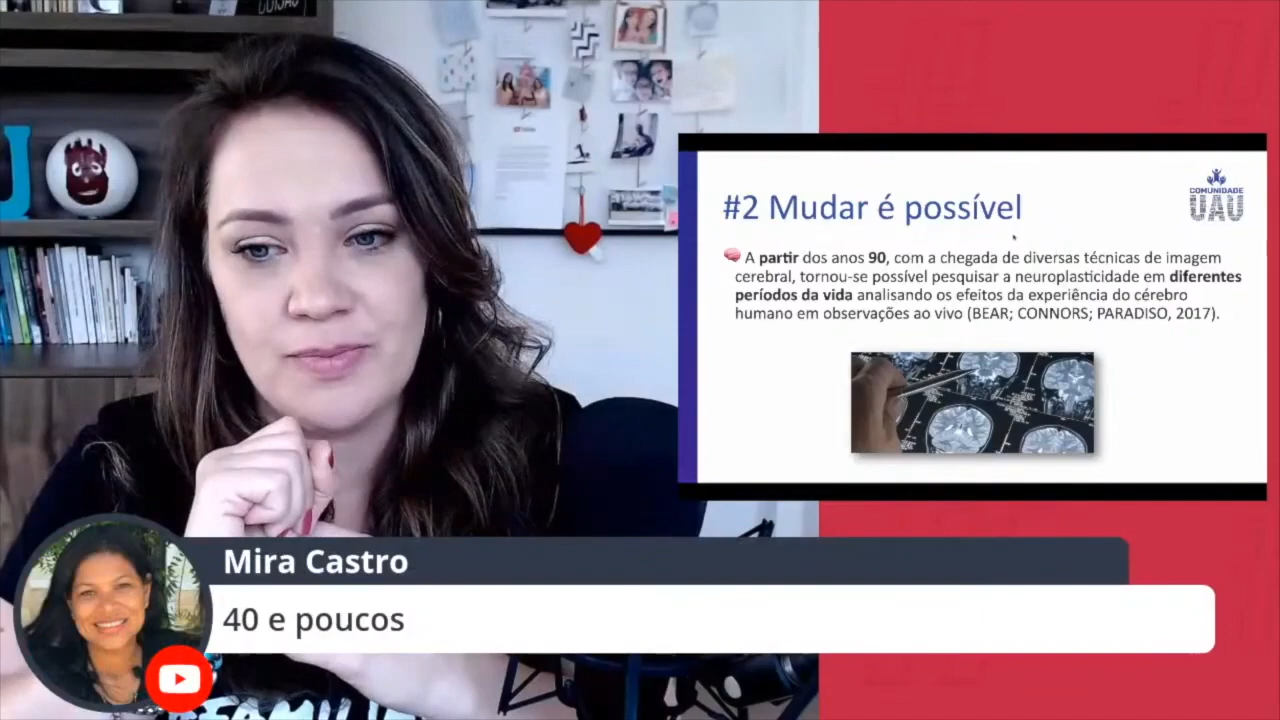 #2 Mudar é possível
COMUNIDADE
UAU
A partir dos anos 90, com a chegada de diversas técnicas de imagem
cerebral, tornou-se possível pesquisar a neuroplasticidade em diferentes
períodos da vida analisando os efeitos da experiência do cérebro
humano em observações ao vivo (BEAR; CONNORS; PARADISO, 2017).
Mira Castro
40 e poucos